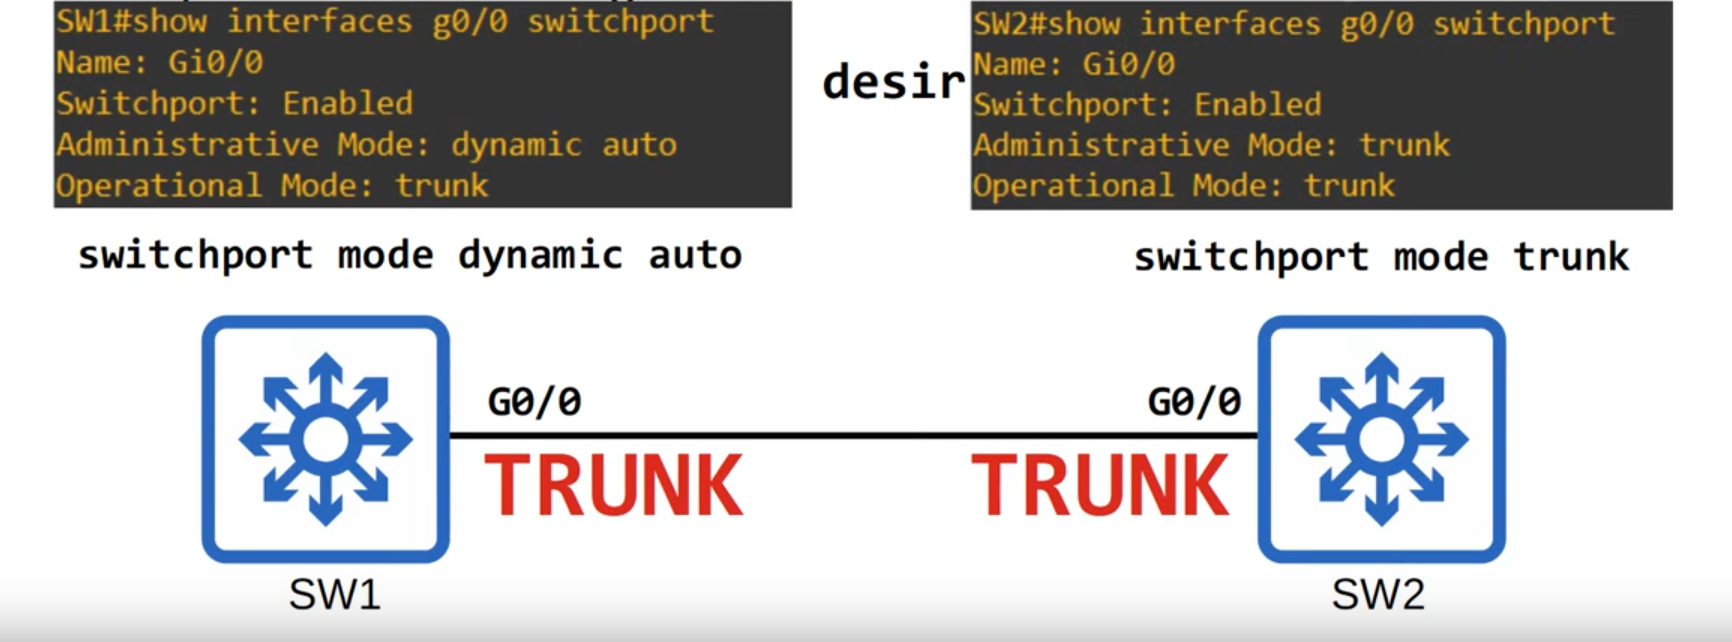 SW1#show interfaces g0/0 switchport
Name: Gi0/0
Switchport: Enabled
Administrative Mode: dynamic auto
Operational Mode: trunk
desir
SW2#show interfaces g0/0 switchport
Name: Gi0/0
Switchport: Enabled
Administrative Mode: trunk
Operational Mode: trunk
switchport mode dynamic auto
switchport mode trunk
G0/0
G0/0
TRUNK
TRUNK
SW1
SW2